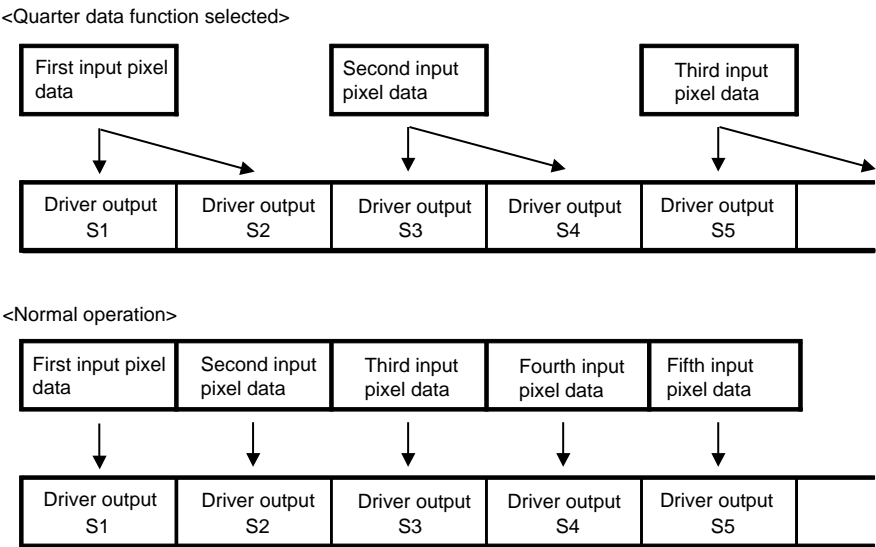 <Quarter data function selected>
First input pixel
data
Second input
pixel data
Third input
pixel data
Driver output
S1
Driver output
S2
Driver output
S3
Driver output
S4
Driver output
S5
<Normal operation>
First input pixel
data
Second input
pixel data
Third input
pixel data
Fourth input
pixel data
Fifth input
pixel data
Driver output
S1
Driver output
S2
Driver output
S3
Driver output
S4
Driver output
S5